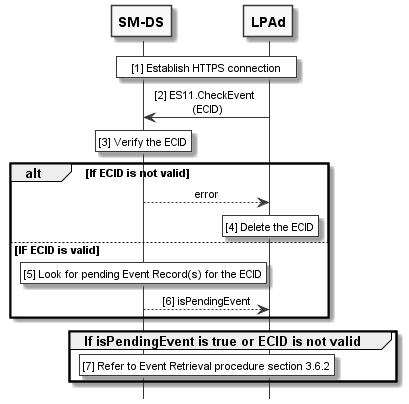 SM-DS LPAd
[1] Establish HTTPS connection
[2] ES11.CheckEvent
(ECID)
[3] Verify the ECID
alt [If ECID is not valid]
error
[4] Delete the ECID
[IF ECID is valid]
[5] Look for pending Event Record(s) for the ECID
[6] isPendingEvent
If isPendingEvent is true or ECID is not valid
[7] Refer to Event Retrieval procedure section 3.6.2